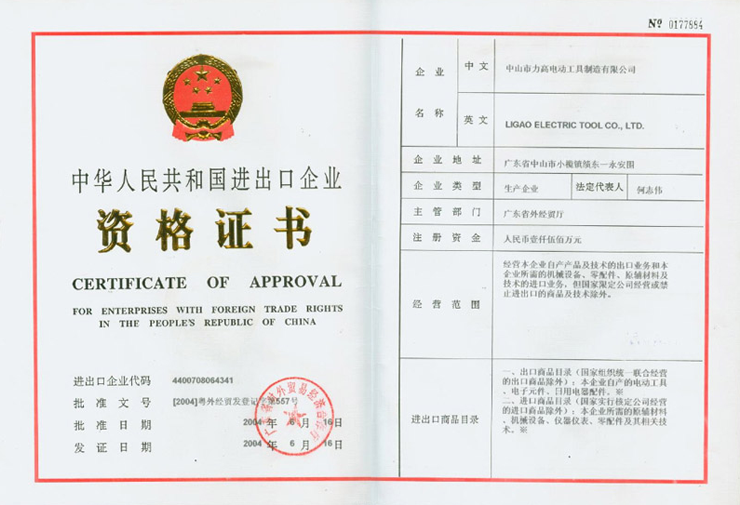 № 0177884
中华人民共和国进出口企业
资格证书
CERTIFICATE OF APPROVAL
FOR ENTERPRISES WITH FOREIGN TRADE RIGHTS
IN THE PEOPLE'S REPUBLIC OF CHINA
进出口企业代码 4400708064341
批准文号 [2004]粤外经贸发登记字第557号
批准日期 2004 年 6 月 16 日
发证日期 2004 年 6 月 16 日
企业名称 中文 中山市力高电动工具制造有限公司
英文 LIGAO ELECTRIC TOOL CO., LTD.
企业地址 广东省中山市小榄镇绩东一永安围
企业类型 生产企业 法定代表人 何志伟
主管部门 广东省外经贸厅
注册资金 人民币壹仟伍佰万元
经营范围
经营本企业自产产品及技术的出口业务和本
企业所需的机械设备、零配件、原辅材料及
技术的进口业务，但国家限定公司经营或禁
止进出口的商品及技术除外。
进出口商品目录
一、出口商品目录（国家组织统一联合经营
的出口商品除外）：本企业自产的电动工具
、电子元件、日用电器配件。※
二、进口商品目录（国家实行核定公司经营
的进口商品除外）：本企业所需的原辅材料
、机械设备、仪器仪表、零配件及其相关技
术。※